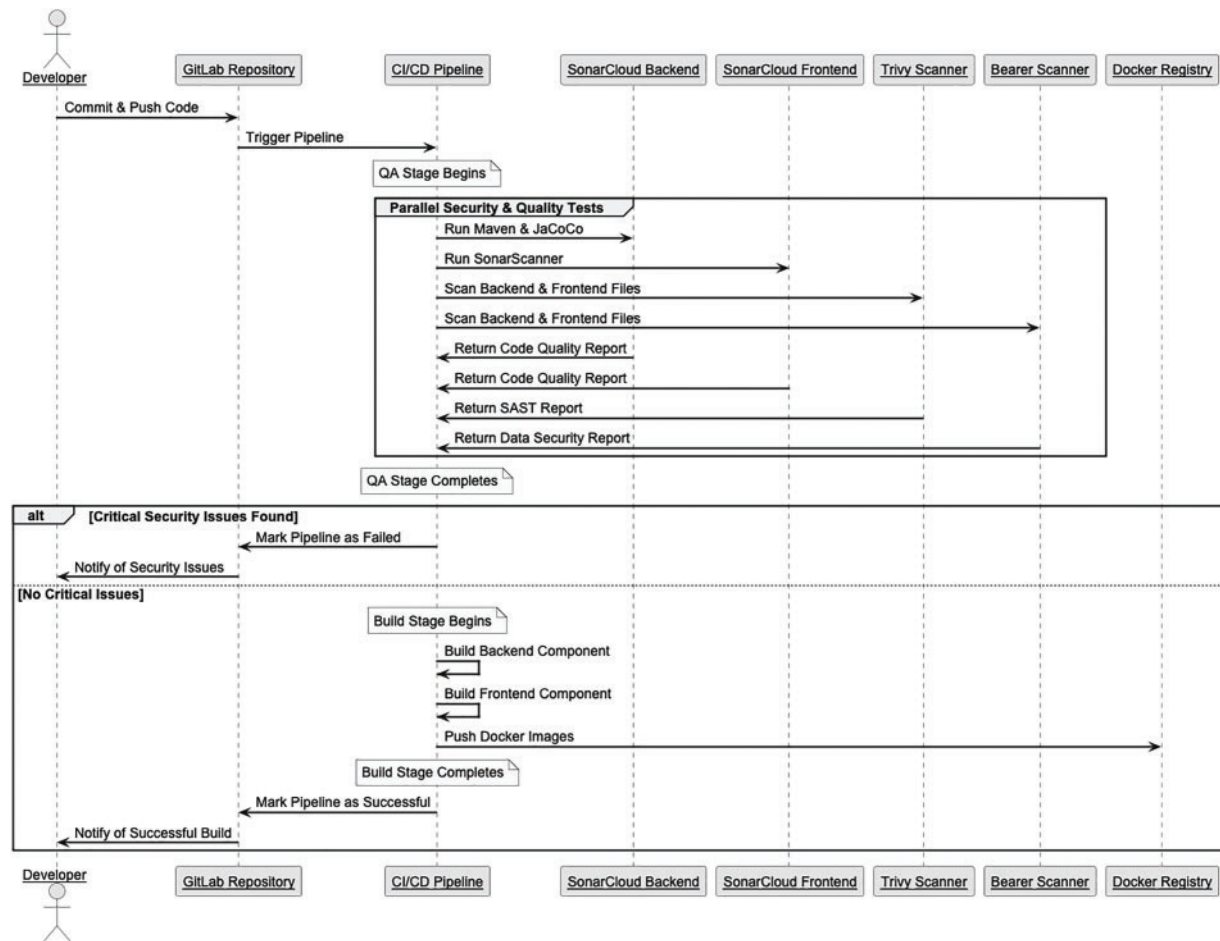 Developer GitLab Repository CI/CD Pipeline SonarCloud Backend SonarCloud Frontend Trivy Scanner Bearer Scanner Docker Registry
Commit & Push Code
Trigger Pipeline
QA Stage Begins
Parallel Security & Quality Tests
Run Maven & JaCoCo
Run SonarScanner
Scan Backend & Frontend Files
Scan Backend & Frontend Files
Return Code Quality Report
Return Code Quality Report
Return SAST Report
Return Data Security Report
QA Stage Completes
alt [Critical Security Issues Found]
Mark Pipeline as Failed
Notify of Security Issues
[No Critical Issues]
Build Stage Begins
Build Backend Component
Build Frontend Component
Push Docker Images
Build Stage Completes
Mark Pipeline as Successful
Notify of Successful Build
Developer GitLab Repository CI/CD Pipeline SonarCloud Backend SonarCloud Frontend Trivy Scanner Bearer Scanner Docker Registry